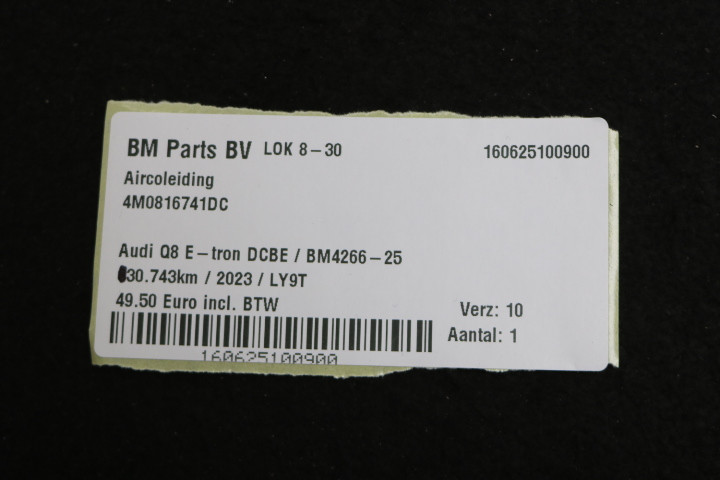 BM Parts BV LOK 8-30 160625100900
Aircoleiding
4M0816741DC
Audi Q8 E-tron DCBE / BM4266-25
30.743km / 2023 / LY9T
49.50 Euro incl. BTW
Verz: 10
Aantal: 1
160625100900